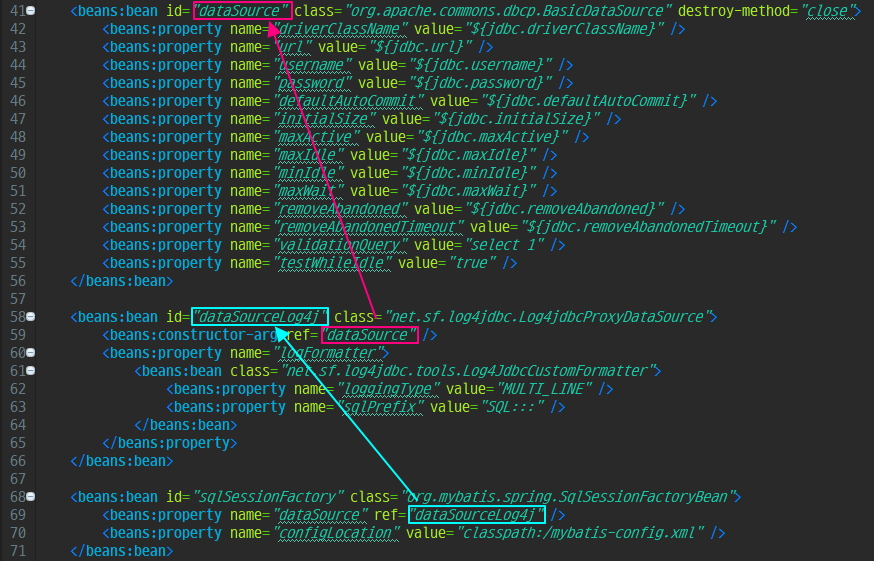 41 <beans:bean id="dataSource" class="org.apache.commons.dbcp.BasicDataSource" destroy-method="close">
42 <beans:property name="driverClassName" value="${jdbc.driverClassName}" />
43 <beans:property name="url" value="${jdbc.url}" />
44 <beans:property name="username" value="${jdbc.username}" />
45 <beans:property name="password" value="${jdbc.password}" />
46 <beans:property name="defaultAutoCommit" value="${jdbc.defaultAutoCommit}" />
47 <beans:property name="initialSize" value="${jdbc.initialSize}" />
48 <beans:property name="maxActive" value="${jdbc.maxActive}" />
49 <beans:property name="maxIdle" value="${jdbc.maxIdle}" />
50 <beans:property name="minIdle" value="${jdbc.minIdle}" />
51 <beans:property name="maxWait" value="${jdbc.maxWait}" />
52 <beans:property name="removeAbandoned" value="${jdbc.removeAbandoned}" />
53 <beans:property name="removeAbandonedTimeout" value="${jdbc.removeAbandonedTimeout}" />
54 <beans:property name="validationQuery" value="select 1" />
55 <beans:property name="testWhileIdle" value="true" />
56 </beans:bean>
57
58 <beans:bean id="dataSourceLog4j" class="net.sf.log4jdbc.Log4jdbcProxyDataSource">
59 <beans:constructor-arg ref="dataSource" />
60 <beans:property name="logFormatter">
61 <beans:bean class="net.sf.log4jdbc.tools.Log4JdbcCustomFormatter">
62 <beans:property name="loggingType" value="MULTI_LINE" />
63 <beans:property name="sqlPrefix" value="SQL:::" />
64 </beans:bean>
65 </beans:property>
66 </beans:bean>
67
68 <beans:bean id="sqlSessionFactory" class="org.mybatis.spring.SqlSessionFactoryBean">
69 <beans:property name="dataSource" ref="dataSourceLog4j" />
70 <beans:property name="configLocation" value="classpath:/mybatis-config.xml" />
71 </beans:bean>